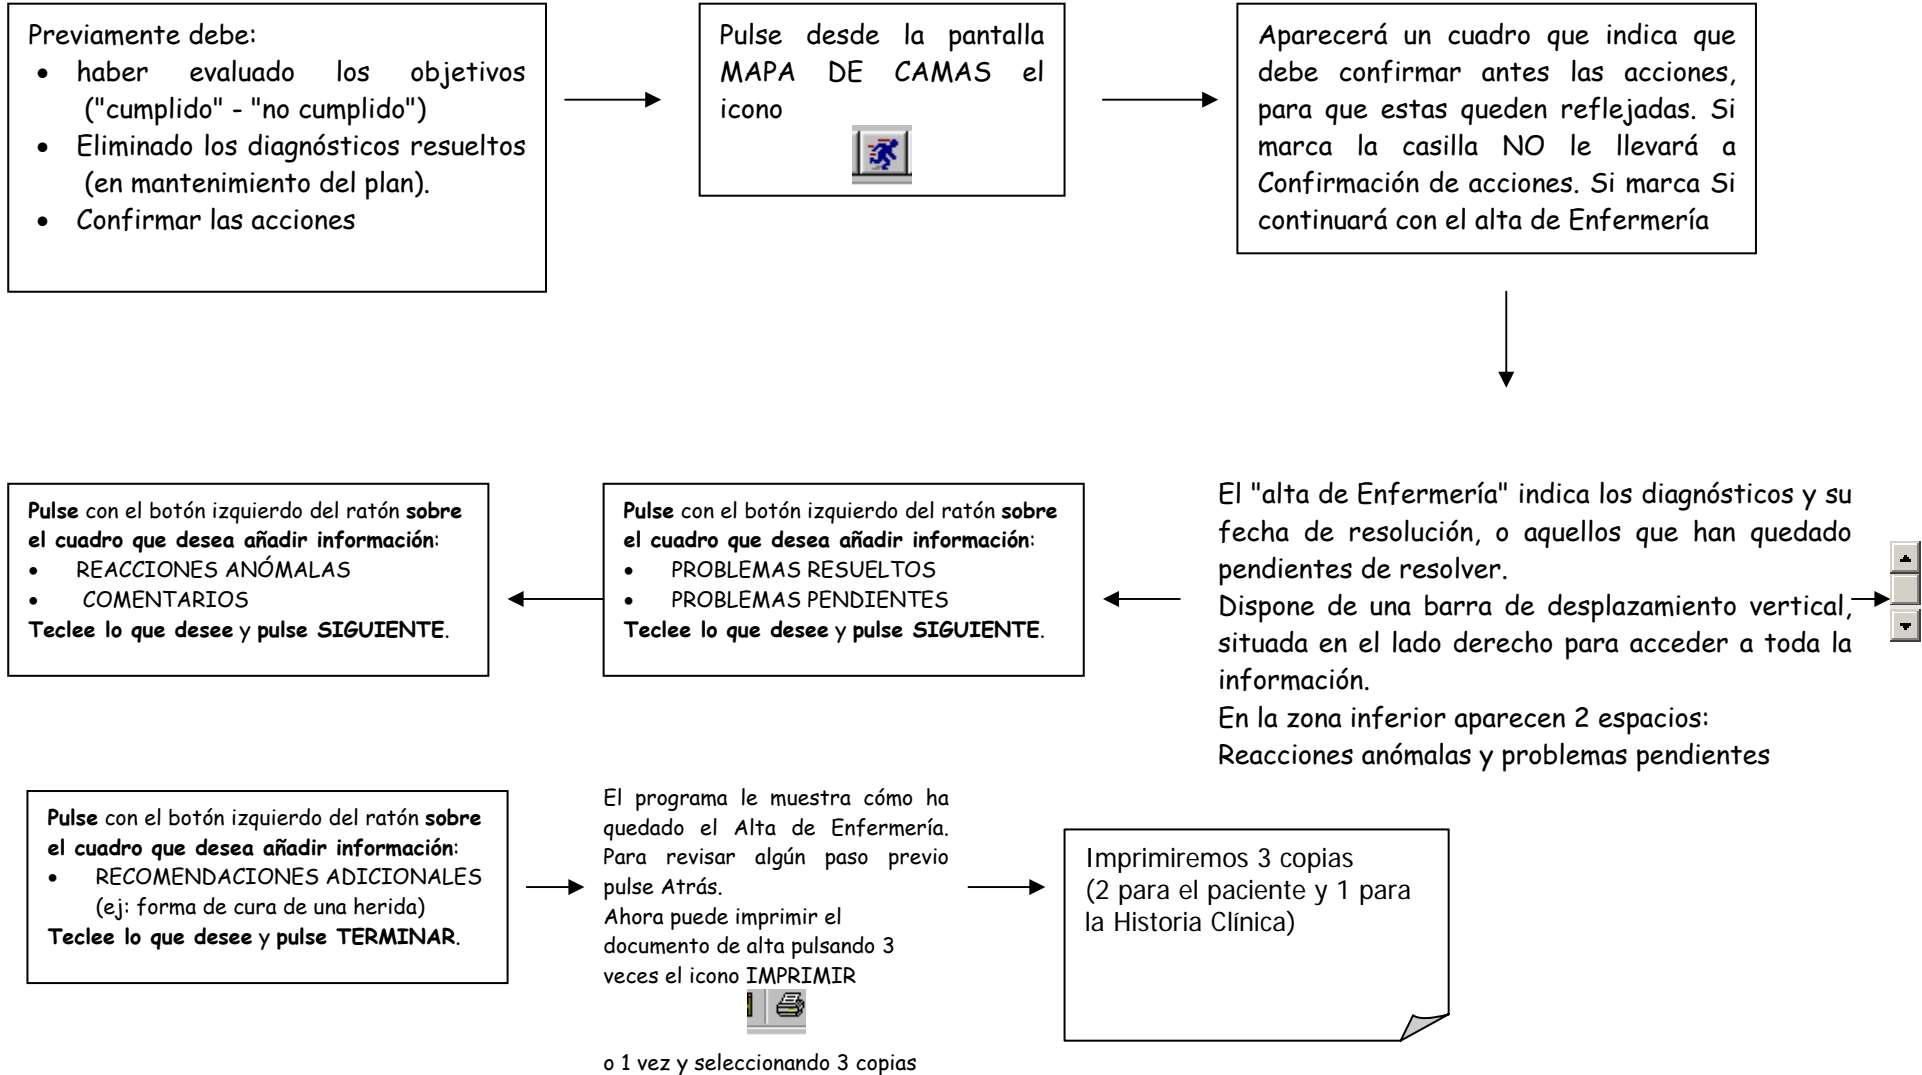 Previamente debe:
• haber evaluado los objetivos
("cumplido" - "no cumplido")
• Eliminado los diagnósticos resueltos
(en mantenimiento del plan).
• Confirmar las acciones
Pulse desde la pantalla
MAPA DE CAMAS el
icono
Aparecerá un cuadro que indica que
debe confirmar antes las acciones,
para que estas queden reflejadas. Si
marca la casilla NO le llevará a
Confirmación de acciones. Si marca Si
continuará con el alta de Enfermería
El "alta de Enfermería" indica los diagnósticos y su
fecha de resolución, o aquellos que han quedado
pendientes de resolver.
Dispone de una barra de desplazamiento vertical,
situada en el lado derecho para acceder a toda la
información.
En la zona inferior aparecen 2 espacios:
Reacciones anómalas y problemas pendientes
Pulse con el botón izquierdo del ratón sobre
el cuadro que desea añadir información:
• PROBLEMAS RESUELTOS
• PROBLEMAS PENDIENTES
Teclee lo que desee y pulse SIGUIENTE.
Pulse con el botón izquierdo del ratón sobre
el cuadro que desea añadir información:
• REACCIONES ANÓMALAS
• COMENTARIOS
Teclee lo que desee y pulse SIGUIENTE.
Pulse con el botón izquierdo del ratón sobre
el cuadro que desea añadir información:
• RECOMENDACIONES ADICIONALES
(ej: forma de cura de una herida)
Teclee lo que desee y pulse TERMINAR.
El programa le muestra cómo ha
quedado el Alta de Enfermería.
Para revisar algún paso previo
pulse Atrás.
Ahora puede imprimir el
documento de alta pulsando 3
veces el icono IMPRIMIR
o 1 vez y seleccionando 3 copias
Imprimiremos 3 copias
(2 para el paciente y 1 para
la Historia Clínica)